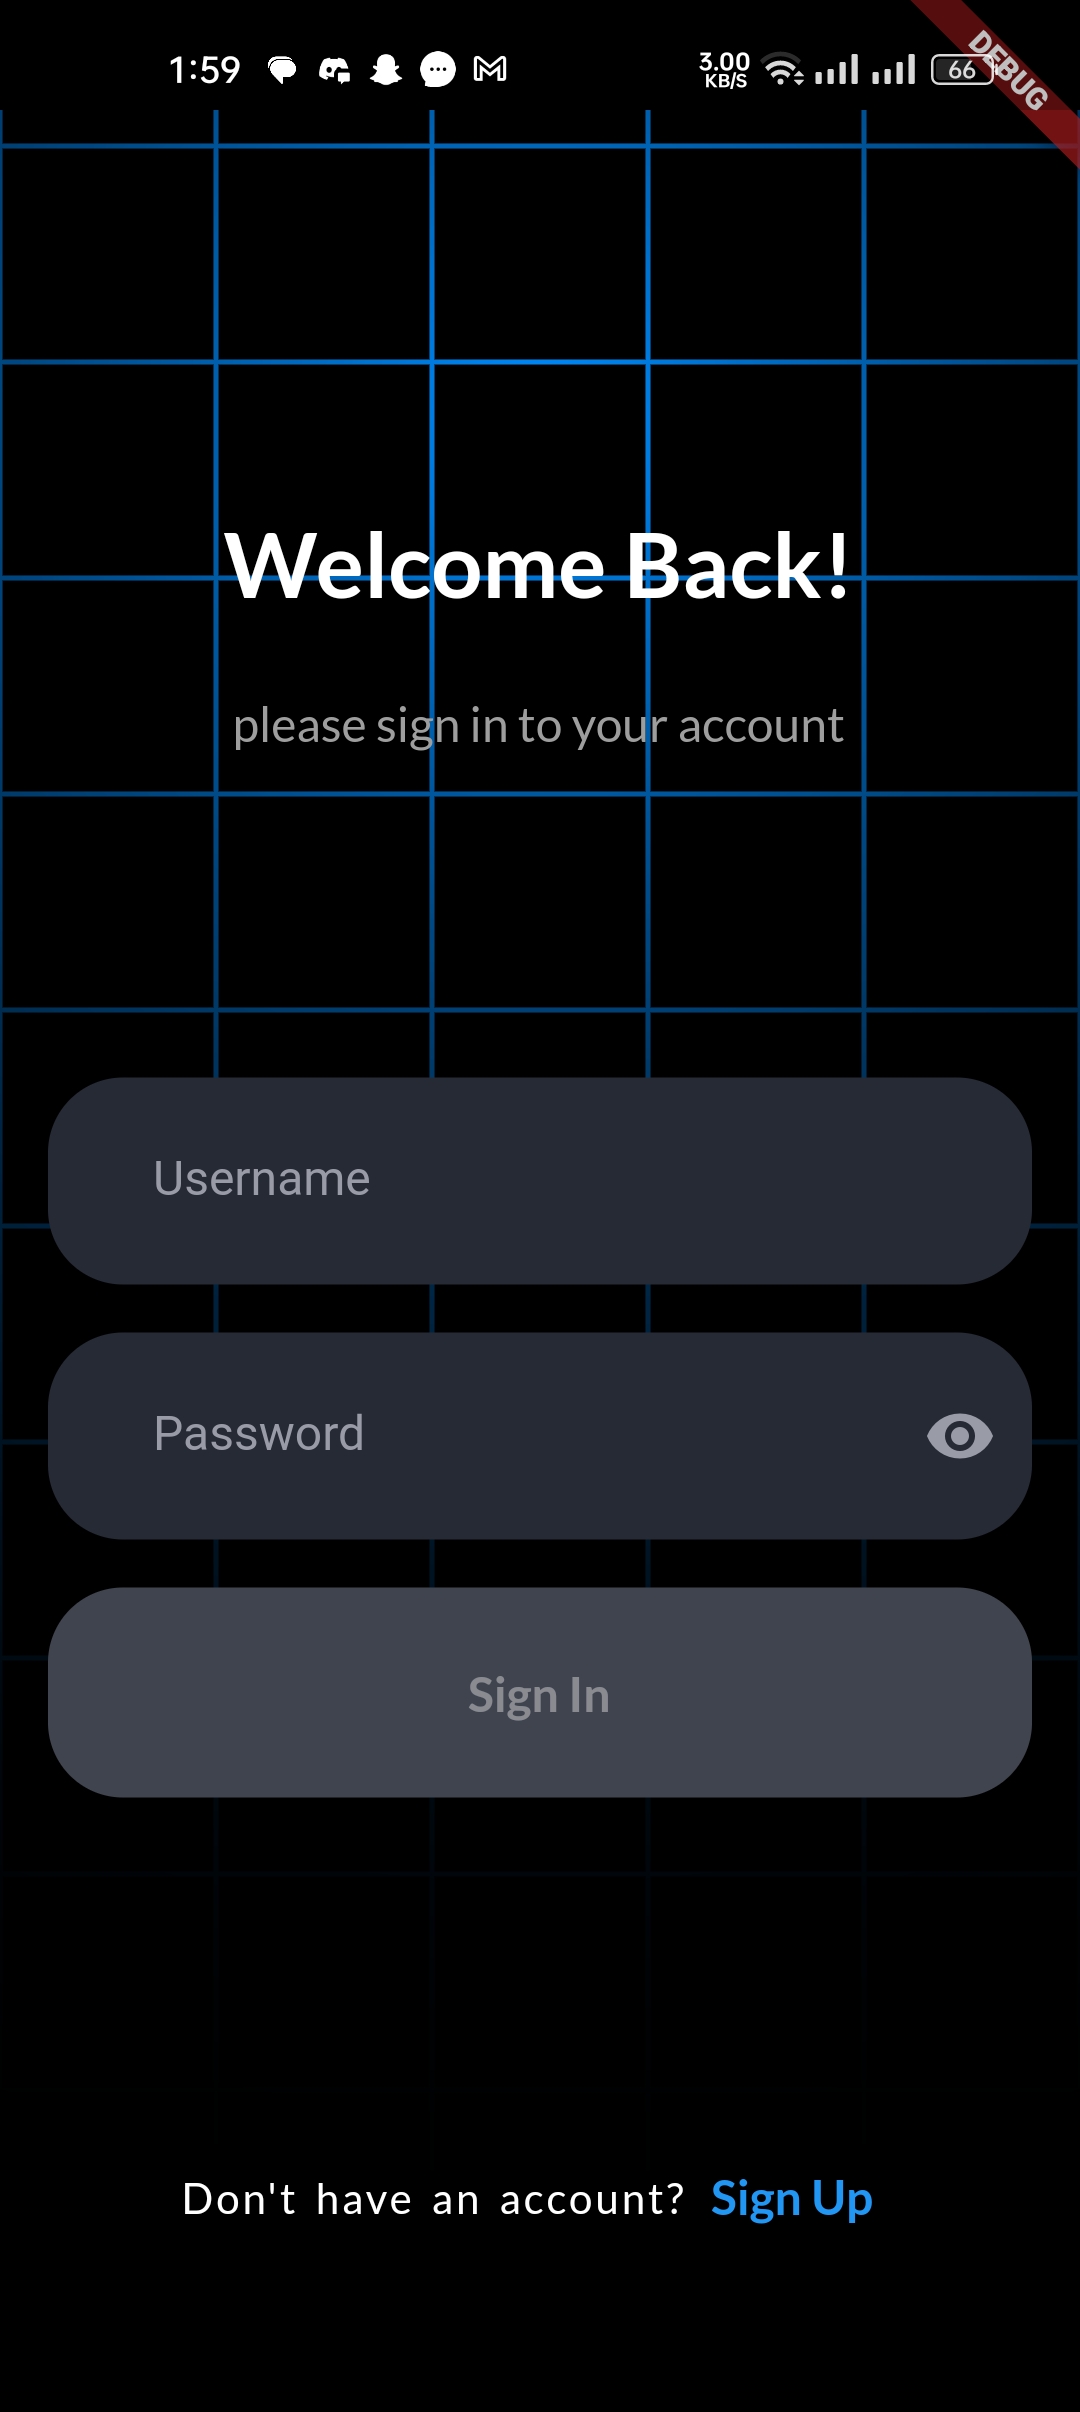 1:59 3.00 KB/S 66 DEBUG
Welcome Back!
please sign in to your account
Username
Password
Sign In
Don't have an account? Sign Up